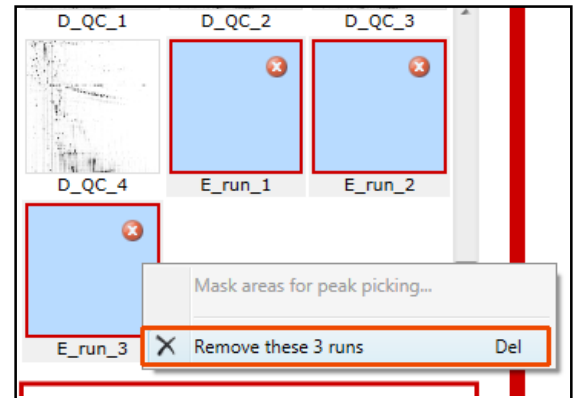 D_QC_1 D_QC_2 D_QC_3
D_QC_4 E_run_1 E_run_2
E_run_3
Mask areas for peak picking...
Remove these 3 runs Del